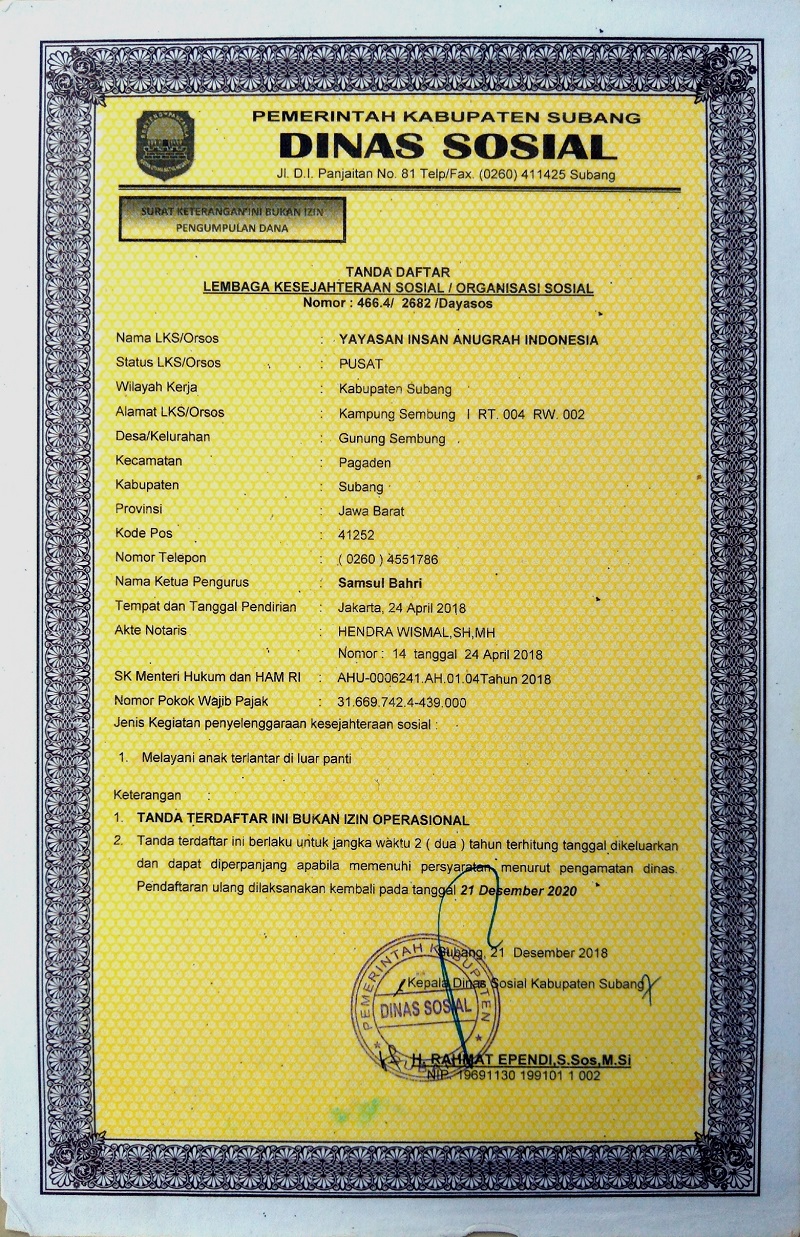 PEMERINTAH KABUPATEN SUBANG
DINAS SOSIAL
Jl. D.I. Panjaitan No. 81 Telp/Fax. (0260) 411425 Subang
SURAT KETERANGAN INI BUKAN IZIN
PENGUMPULAN DANA
TANDA DAFTAR
LEMBAGA KESEJAHTERAAN SOSIAL / ORGANISASI SOSIAL
Nomor : 466.4/ 2682 /Dayasos
Nama LKS/Orsos : YAYASAN INSAN ANUGRAH INDONESIA
Status LKS/Orsos : PUSAT
Wilayah Kerja : Kabupaten Subang
Alamat LKS/Orsos : Kampung Sembung I RT. 004 RW. 002
Desa/Kelurahan : Gunung Sembung
Kecamatan : Pagaden
Kabupaten : Subang
Provinsi : Jawa Barat
Kode Pos : 41252
Nomor Telepon : ( 0260 ) 4551786
Nama Ketua Pengurus : Samsul Bahri
Tempat dan Tanggal Pendirian : Jakarta, 24 April 2018
Akte Notaris : HENDRA WISMAL,SH,MH
Nomor : 14 tanggal 24 April 2018
SK Menteri Hukum dan HAM RI : AHU-0006241.AH.01.04Tahun 2018
Nomor Pokok Wajib Pajak : 31.669.742.4-439.000
Jenis Kegiatan penyelenggaraan kesejahteraan sosial :
1. Melayani anak terlantar di luar panti
Keterangan :
1. TANDA TERDAFTAR INI BUKAN IZIN OPERASIONAL
2. Tanda terdaftar ini berlaku untuk jangka waktu 2 ( dua ) tahun terhitung tanggal dikeluarkan
dan dapat diperpanjang apabila memenuhi persyaratan menurut pengamatan dinas.
Pendaftaran ulang dilaksanakan kembali pada tanggal 21 Desember 2020
Subang, 21 Desember 2018
Kepala Dinas Sosial Kabupaten Subang
PEMERINTAH KABUPATEN
DINAS SOSIAL
H. RAHMAT EPENDI,S.Sos,M.Si
NIP. 19691130 199101 1 002